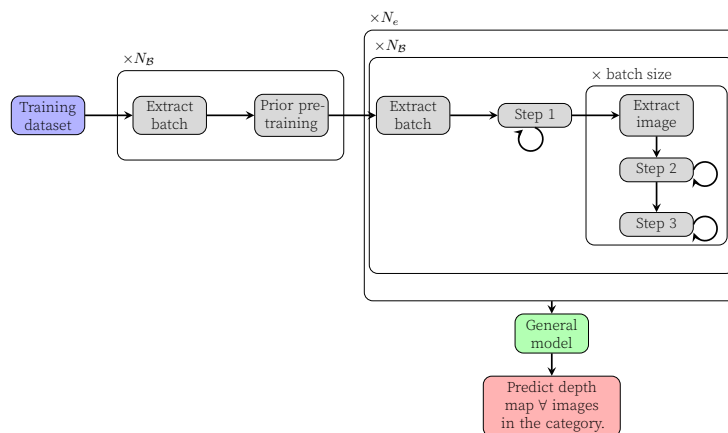 ×N_e
×N_ℬ
×N_ℬ
× batch size
Training
dataset
Extract
batch
Prior pre-
training
Extract
batch
Step 1
Extract
image
Step 2
Step 3
General
model
Predict depth
map ∀ images
in the category.